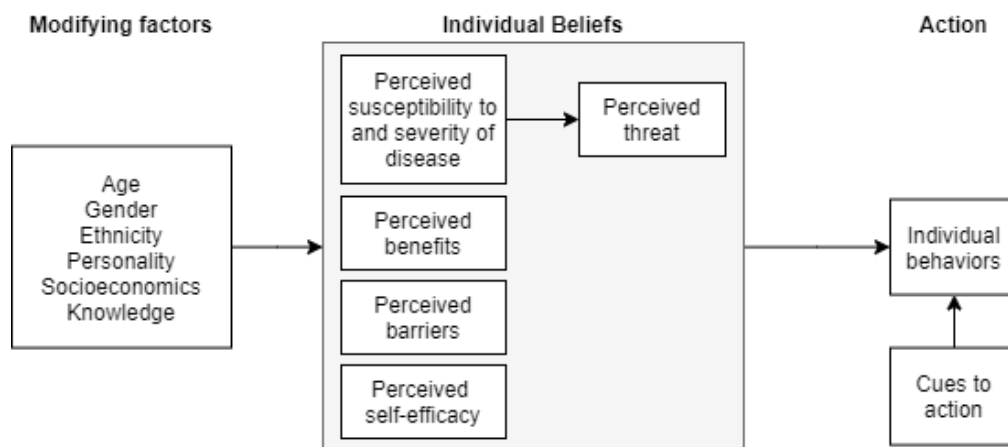 Modifying factors
Individual Beliefs
Action
Age
Gender
Ethnicity
Personality
Socioeconomics
Knowledge
Perceived
susceptibility to
and severity of
disease
Perceived
threat
Perceived
benefits
Perceived
barriers
Perceived
self-efficacy
Individual
behaviors
Cues to
action